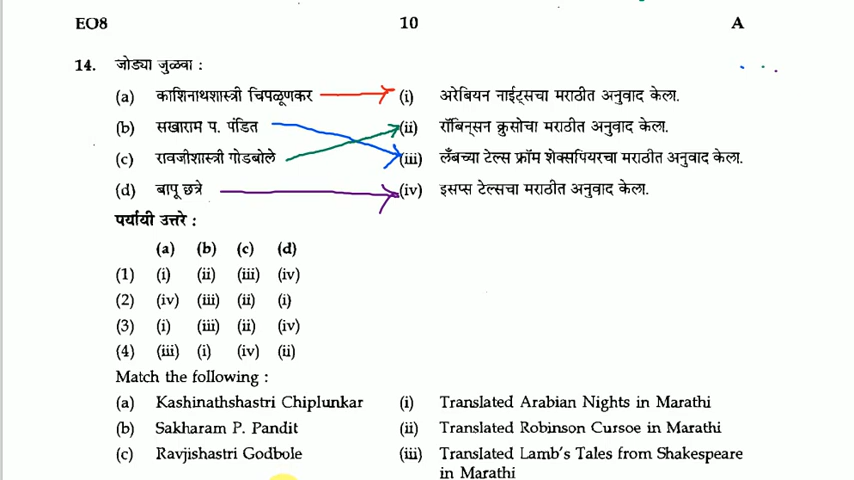 EO8 10 A
14. जोड्या जुळवा :
(a) काशिनाथशास्त्री चिपळूणकर (i) अरेबियन नाईट्सचा मराठीत अनुवाद केला.
(b) सखाराम प. पंडित (ii) रॉबिन्सन क्रुसोचा मराठीत अनुवाद केला.
(c) रावजीशास्त्री गोडबोले (iii) लॅंबच्या टेल्स फ्रॉम शेक्सपियरचा मराठीत अनुवाद केला.
(d) बापू छत्रे (iv) इसप्स टेल्सचा मराठीत अनुवाद केला.
पर्यायी उत्तरे :
(a) (b) (c) (d)
(1) (i) (ii) (iii) (iv)
(2) (iv) (iii) (ii) (i)
(3) (i) (iii) (ii) (iv)
(4) (iii) (i) (iv) (ii)
Match the following :
(a) Kashinathshastri Chiplunkar (i) Translated Arabian Nights in Marathi
(b) Sakharam P. Pandit (ii) Translated Robinson Cursoe in Marathi
(c) Ravjishastri Godbole (iii) Translated Lamb's Tales from Shakespeare
in Marathi